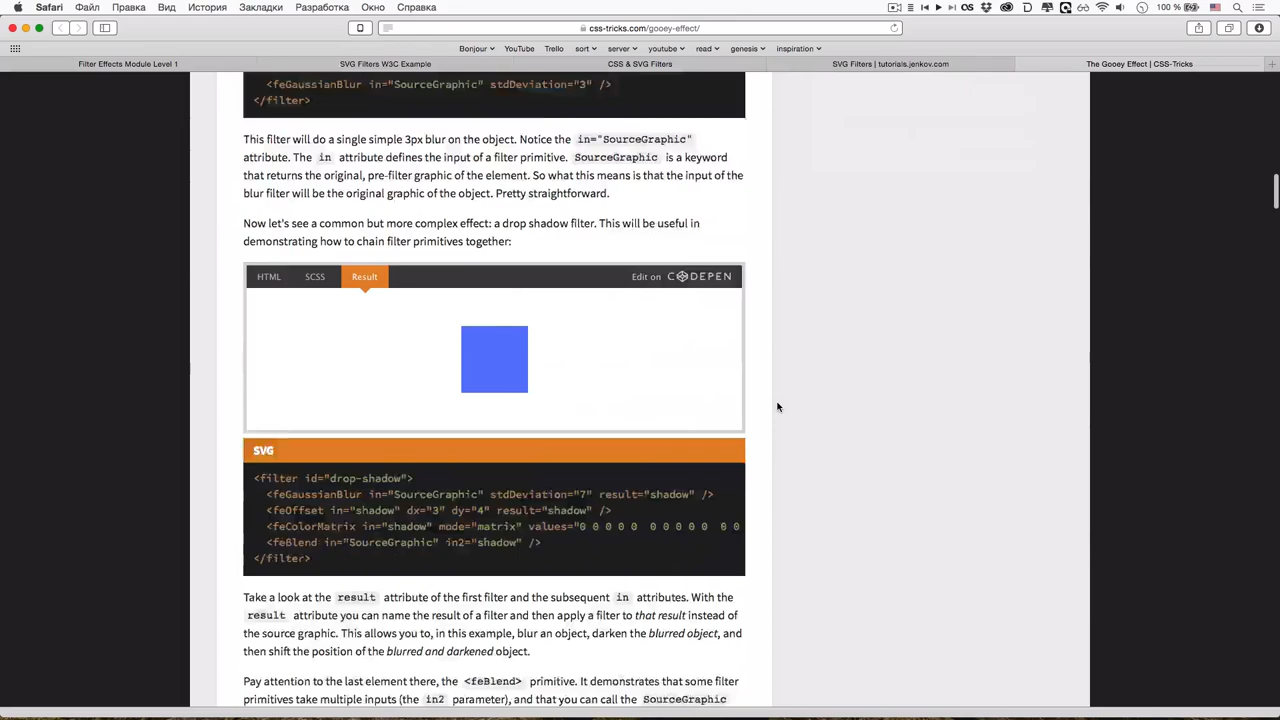 Safari Файл Правка Вид История Закладки Разработка Окно Справка 100 %
css-tricks.com/gooey-effect/
Bonjour YouTube Trello sort server youtube read genesis inspiration
Filter Effects Module Level 1 SVG Filters W3C Example CSS & SVG Filters SVG Filters | tutorials.jenkov.com The Gooey Effect | CSS-Tricks
<feGaussianBlur in="SourceGraphic" stdDeviation="3" />
</filter>
This filter will do a single simple 3px blur on the object. Notice the in="SourceGraphic"
attribute. The in attribute defines the input of a filter primitive. SourceGraphic is a keyword
that returns the original, pre-filter graphic of the element. So what this means is that the input of the
blur filter will be the original graphic of the object. Pretty straightforward.
Now let's see a common but more complex effect: a drop shadow filter. This will be useful in
demonstrating how to chain filter primitives together:
HTML SCSS Result Edit on CODEPEN
SVG
<filter id="drop-shadow">
<feGaussianBlur in="SourceGraphic" stdDeviation="7" result="shadow" />
<feOffset in="shadow" dx="3" dy="4" result="shadow" />
<feColorMatrix in="shadow" mode="matrix" values="0 0 0 0 0 0 0 0 0 0 0 0
<feBlend in="SourceGraphic" in2="shadow" />
</filter>
Take a look at the result attribute of the first filter and the subsequent in attributes. With the
result attribute you can name the result of a filter and then apply a filter to that result instead of
the source graphic. This allows you to, in this example, blur an object, darken the blurred object, and
then shift the position of the blurred and darkened object.
Pay attention to the last element there, the <feBlend> primitive. It demonstrates that some filter
primitives take multiple inputs (the in2 parameter), and that you can call the SourceGraphic